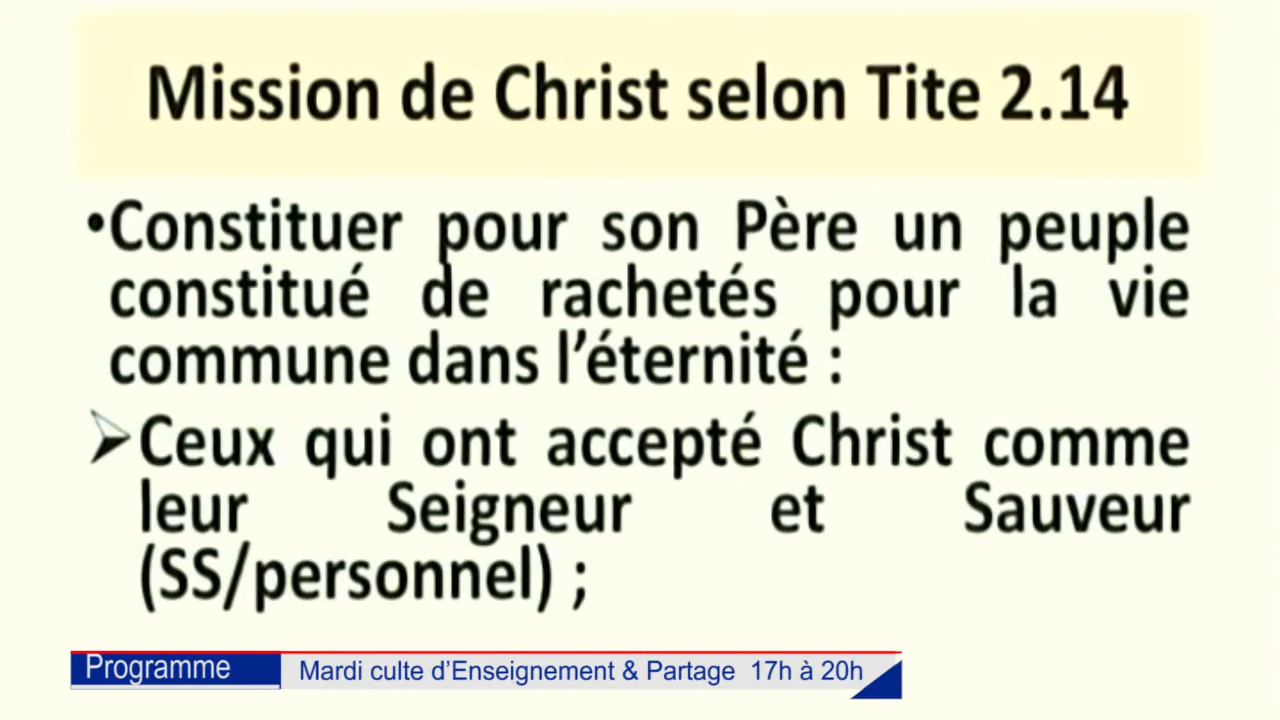 Mission de Christ selon Tite 2.14
•Constituer pour son Père un peuple
constitué de rachetés pour la vie
commune dans l’éternité :
➢Ceux qui ont accepté Christ comme
leur Seigneur et Sauveur
(SS/personnel) ;
Programme Mardi culte d’Enseignement & Partage 17h à 20h